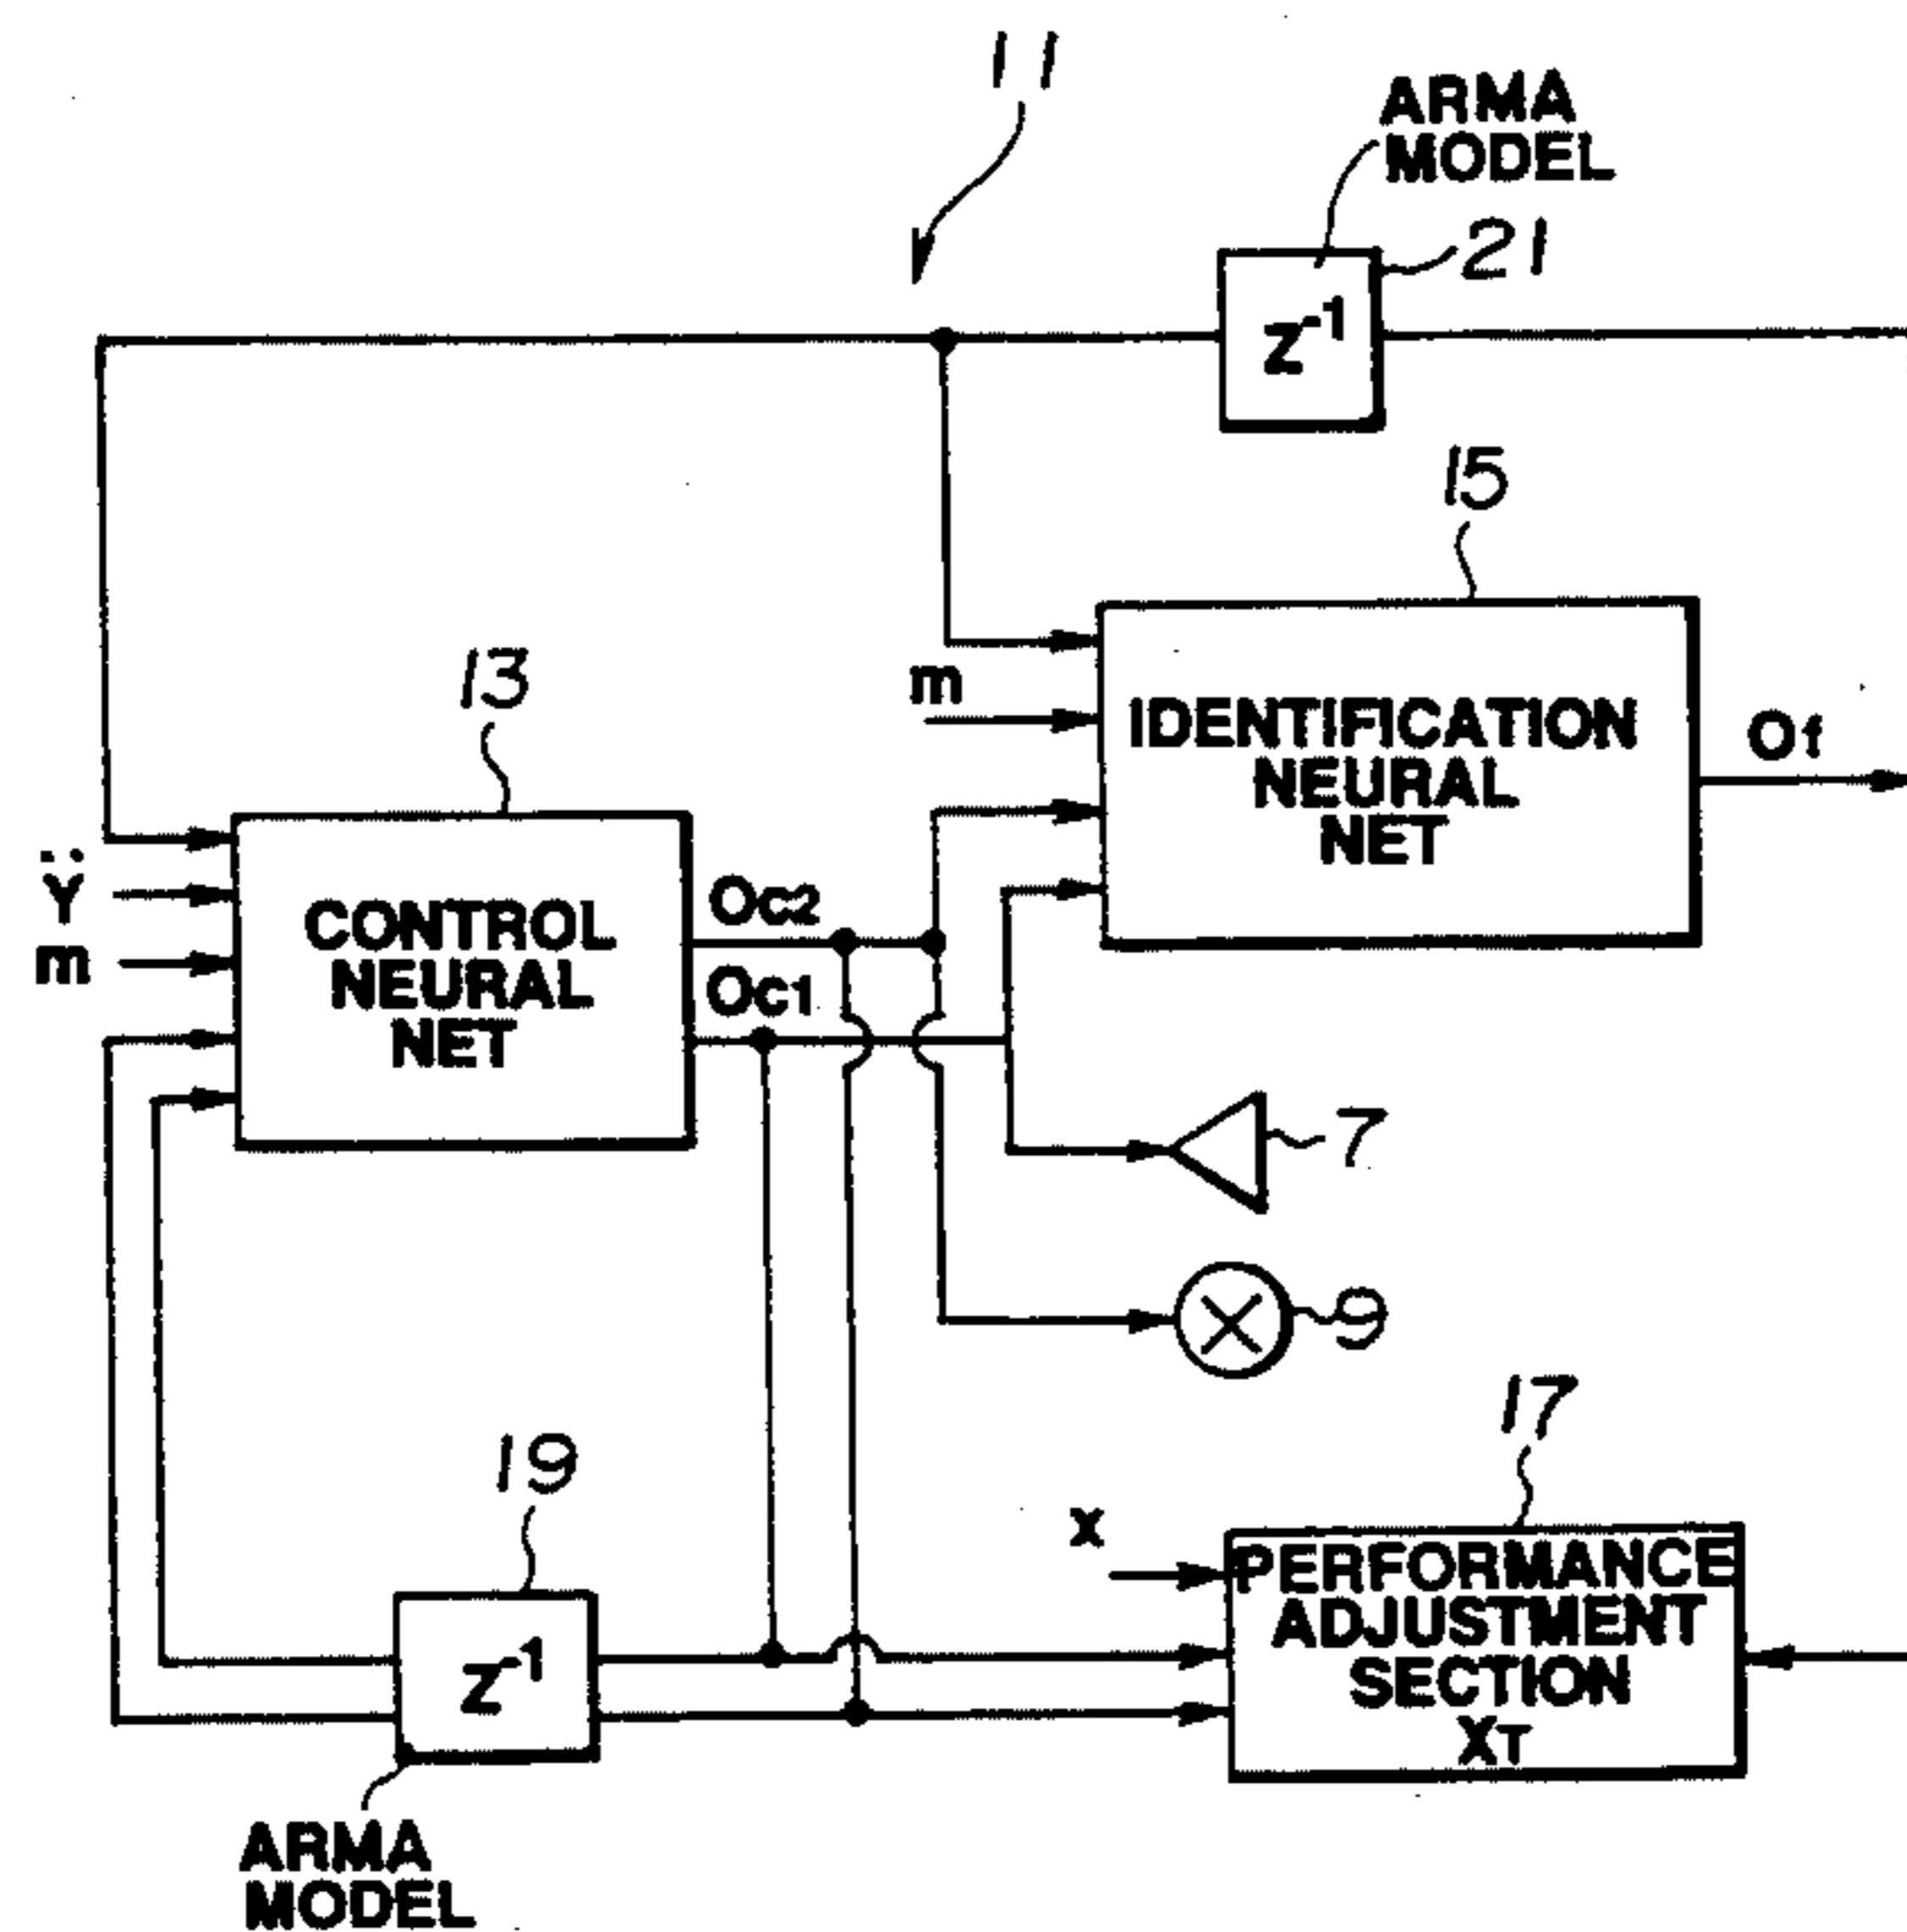 11
ARMA
MODEL
21
z⁻¹
15
m
IDENTIFICATION
NEURAL
NET
Of
13
Ÿ
m
CONTROL
NEURAL
NET
Oc2
Oc1
7
9
17
x
PERFORMANCE
ADJUSTMENT
SECTION
XT
19
z⁻¹
ARMA
MODEL